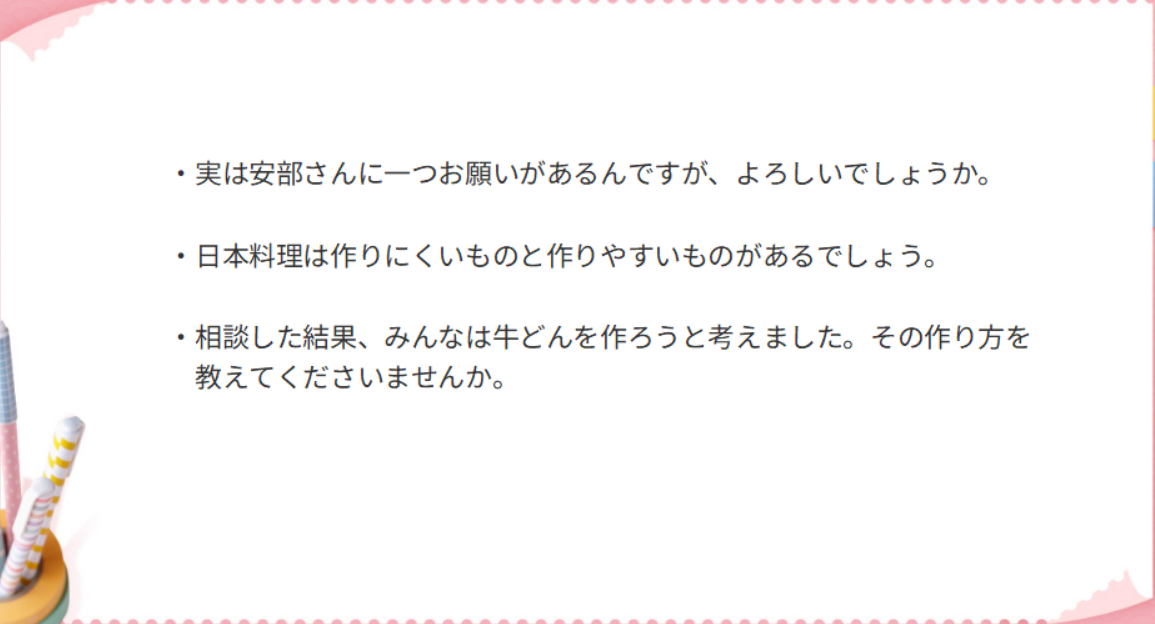 ・実は安部さんに一つお願いがあるんですが、よろしいでしょうか。
・日本料理は作りにくいものと作りやすいものがあるでしょう。
・相談した結果、みんなは牛どんを作ろうと考えました。その作り方を
教えてくださいませんか。